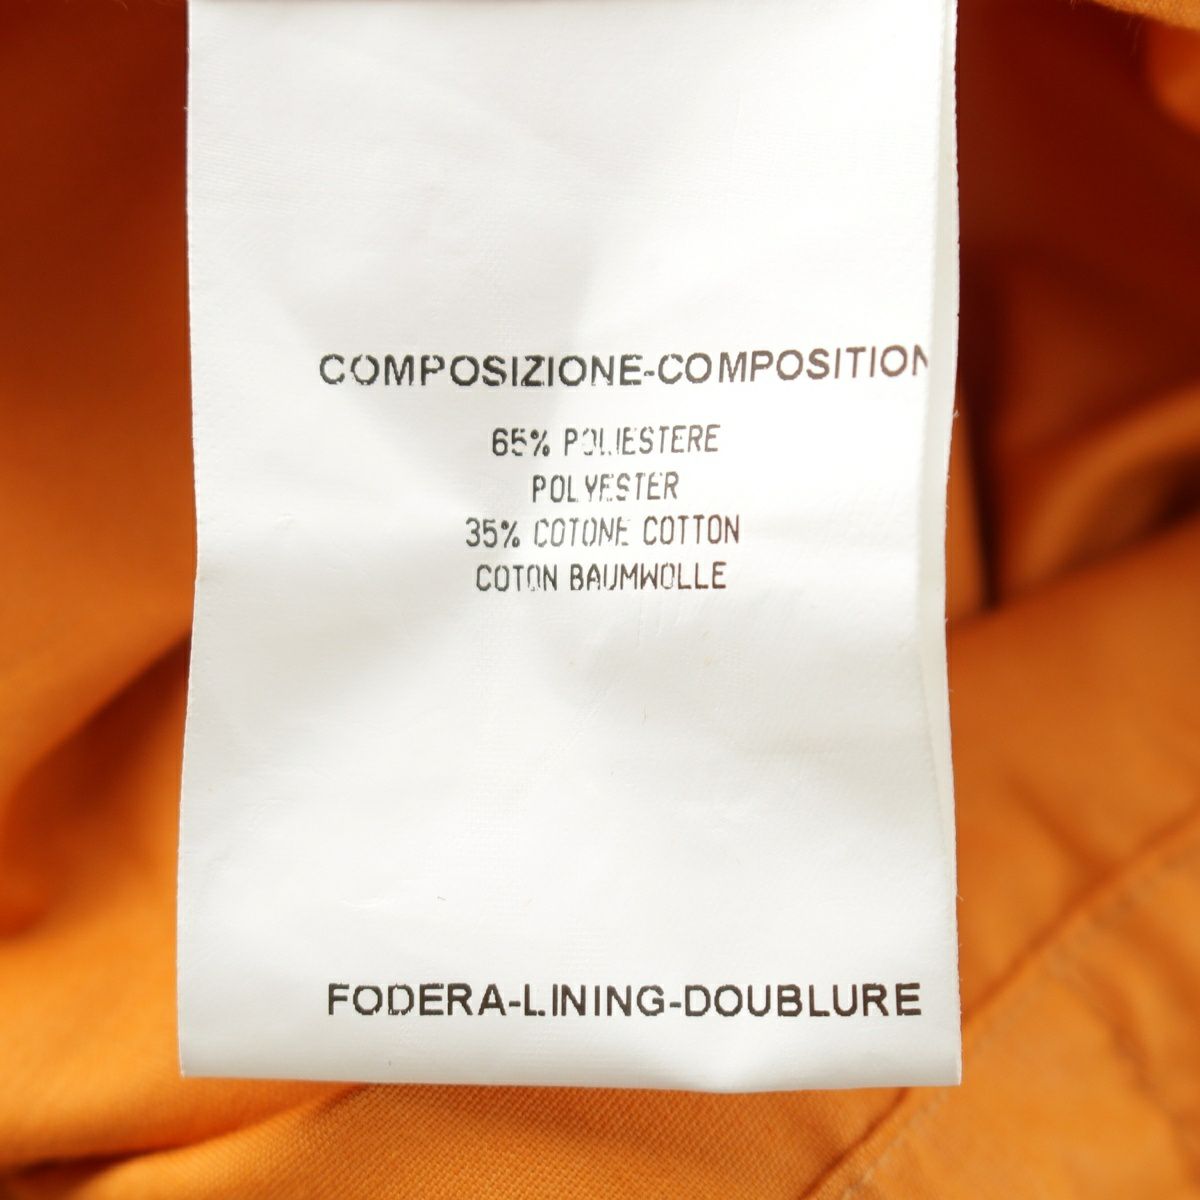 COMPOSIZIONE-COMPOSITION
65% POLIESTERE
POLYESTER
35% COTONE COTTON
COTON BAUMWOLLE
FODERA-LINING-DOUBLURE